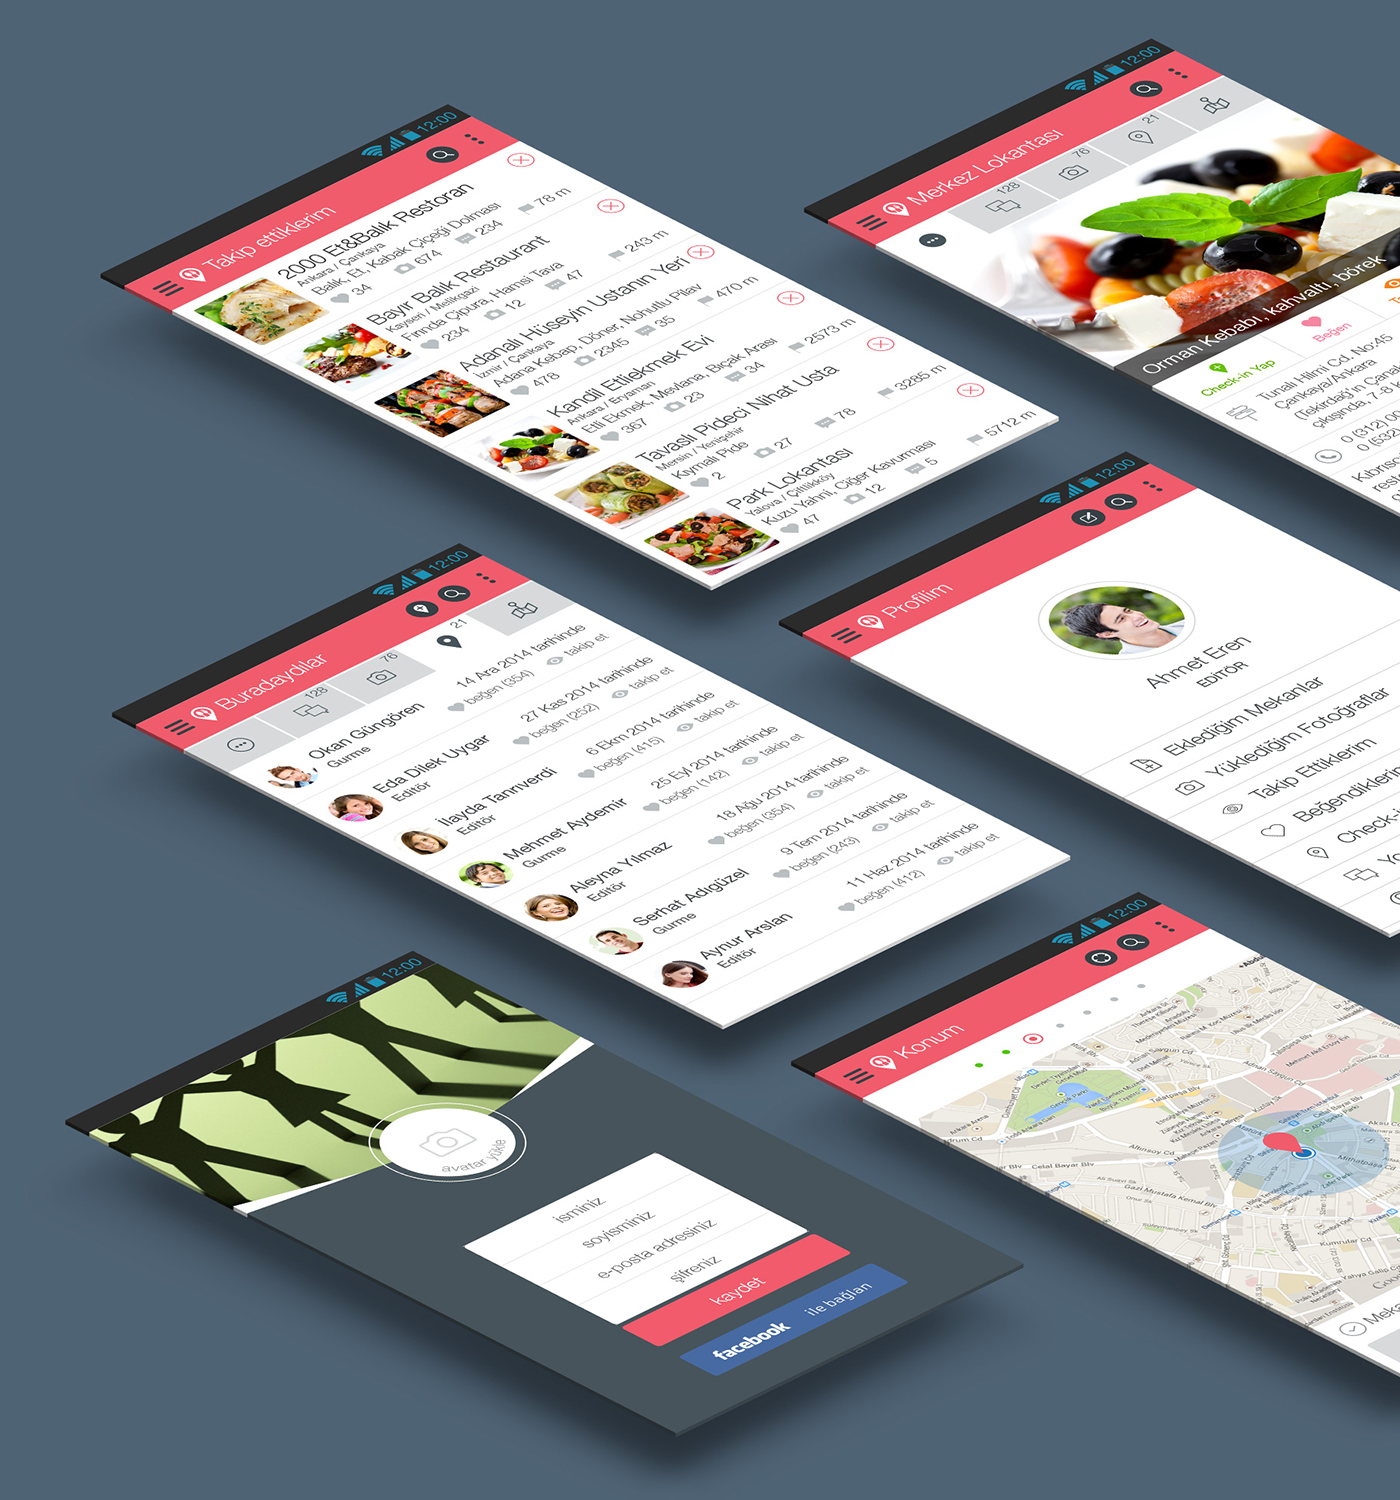 12:00
Takip ettiklerim
2000 Et&Balık Restoran
Ankara / Çankaya
Balık, Et, Kabak Çiçeği Dolması
34 674 234 78 m
Bayır Balık Restaurant
Kayseri / Melikgazi
Fırında Çipura, Hamsi Tava
234 12 47 243 m
Adanalı Hüseyin Ustanın Yeri
İzmir / Çankaya
Adana Kebap, Döner, Nohutlu Pilav
478 2345 35 470 m
Kandil Etliekmek Evi
Ankara / Eryaman
Etli Ekmek, Mevlana, Bıçak Arası
367 23 34 2573 m
Tavaslı Pideci Nihat Usta
Mersin / Yenişehir
Kıymalı Pide
2 27 78 3285 m
Park Lokantası
Yalova / Çiftlikköy
Kuzu Yahni, Ciğer Kavurması
47 12 5 5712 m
12:00
Merkez Lokantası
128 76 21
Orman Kebabı, kahvaltı, börek
Check-in Yap
Beğen
Tunalı Hilmi Cd. No:45
Çankaya/Ankara
(Tekirdağ'ın Çanak
çıkışında, 7-8
0 (312)
0 (532)
12:00
Buradaydılar
128 76 21
Okan Güngören
Gurme
14 Ara 2014 tarihinde
beğen (354) takip et
Eda Dilek Uygar
Editör
27 Kas 2014 tarihinde
beğen (252) takip et
İlayda Tanrıverdi
Editör
6 Ekm 2014 tarihinde
beğen (415) takip et
Mehmet Aydemir
Gurme
25 Eyl 2014 tarihinde
beğen (142) takip et
Aleyna Yılmaz
Editör
18 Ağu 2014 tarihinde
beğen (354) takip et
Serhat Adıgüzel
Gurme
9 Tem 2014 tarihinde
beğen (243) takip et
Aynur Arslan
Editör
11 Haz 2014 tarihinde
beğen (412) takip et
12:00
Profilim
Ahmet Eren
EDİTÖR
Eklediğim Mekanlar
Yüklediğim Fotoğraflar
Takip Ettiklerim
Beğendiklerim
Check-in
12:00
avatar yükle
isminiz
soyisminiz
e-posta adresiniz
şifreniz
kaydet
facebook ile bağlan
12:00
Konum
Gençlik Parkı
Talatpaşa Blv
Adnan Saygun Cd
Celal Bayar Blv
Gazi Mustafa Kemal Blv
Kumrular Cd